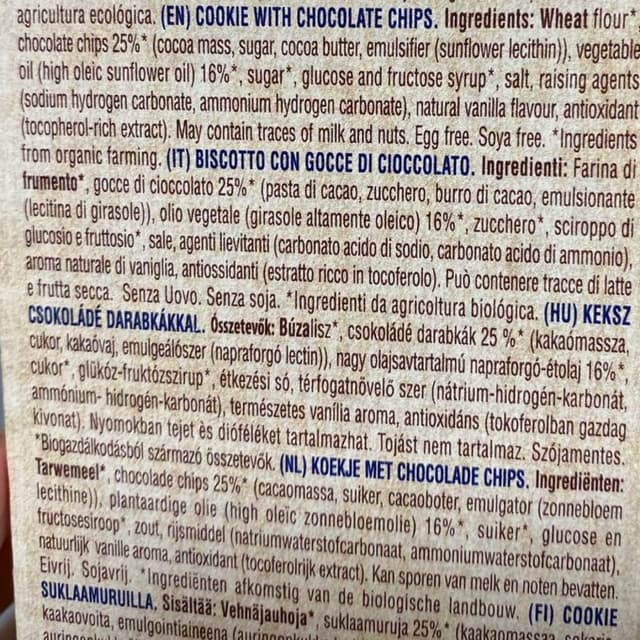 agricultura ecológica. (EN) COOKIE WITH CHOCOLATE CHIPS. Ingredients: Wheat flour*,
chocolate chips 25%* (cocoa mass, sugar, cocoa butter, emulsifier (sunflower lecithin)), vegetable
oil (high oleic sunflower oil) 16%*, sugar*, glucose and fructose syrup*, salt, raising agents
(sodium hydrogen carbonate, ammonium hydrogen carbonate), natural vanilla flavour, antioxidant
(tocopherol-rich extract). May contain traces of milk and nuts. Egg free. Soya free. *Ingredients
from organic farming. (IT) BISCOTTO CON GOCCE DI CIOCCOLATO. Ingredienti: Farina di
frumento*, gocce di cioccolato 25%* (pasta di cacao, zucchero, burro di cacao, emulsionante
(lecitina di girasole)), olio vegetale (girasole altamente oleico) 16%*, zucchero*, sciroppo di
glucosio e fruttosio*, sale, agenti lievitanti (carbonato acido di sodio, carbonato acido di ammonio),
aroma naturale di vaniglia, antiossidanti (estratto ricco in tocoferolo). Può contenere tracce di latte
e frutta secca. Senza Uovo. Senza soja. *Ingredienti da agricoltura biologica. (HU) KEKSZ
CSOKOLÁDÉ DARABKÁKKAL. Összetevők: Búzalisz*, csokoládé darabkák 25 %* (kakaómassza,
cukor, kakaóvaj, emulgeálószer (napraforgó lectin)), nagy olajsavtartalmú napraforgó-étolaj 16%*,
cukor*, glükóz-fruktózszirup*, étkezési só, térfogatnövelő szer (nátrium-hidrogén-karbonát,
ammónium- hidrogén-karbonát), természetes vanília aroma, antioxidáns (tokoferolban gazdag
kivonat). Nyomokban tejet és dióféléket tartalmazhat. Tojást nem tartalmaz. Szójamentes.
*Biogazdálkodásból származó összetevők. (NL) KOEKJE MET CHOCOLADE CHIPS. Ingrediënten:
Tarwemeel*, chocolade chips 25%* (cacaomassa, suiker, cacaoboter, emulgator (zonnebloem
lecithine)), plantaardige olie (high oleïc zonnebloemolie) 16%*, suiker*, glucose en
fructosesiroop*, zout, rijsmiddel (natriumwaterstofcarbonaat, ammoniumwaterstofcarbonaat),
natuurlijk vanille aroma, antioxidant (tocoferolrijk extract). Kan sporen van melk en noten bevatten.
Eivrij. Sojavrij. *Ingrediënten afkomstig van de biologische landbouw. (FI) COOKIE
SUKLAAMURUILLA. Sisältää: Vehnäjauhoja*, suklaamuruja 25%* (kaakaomassa,
kaakaovoita, emulgointiaineena